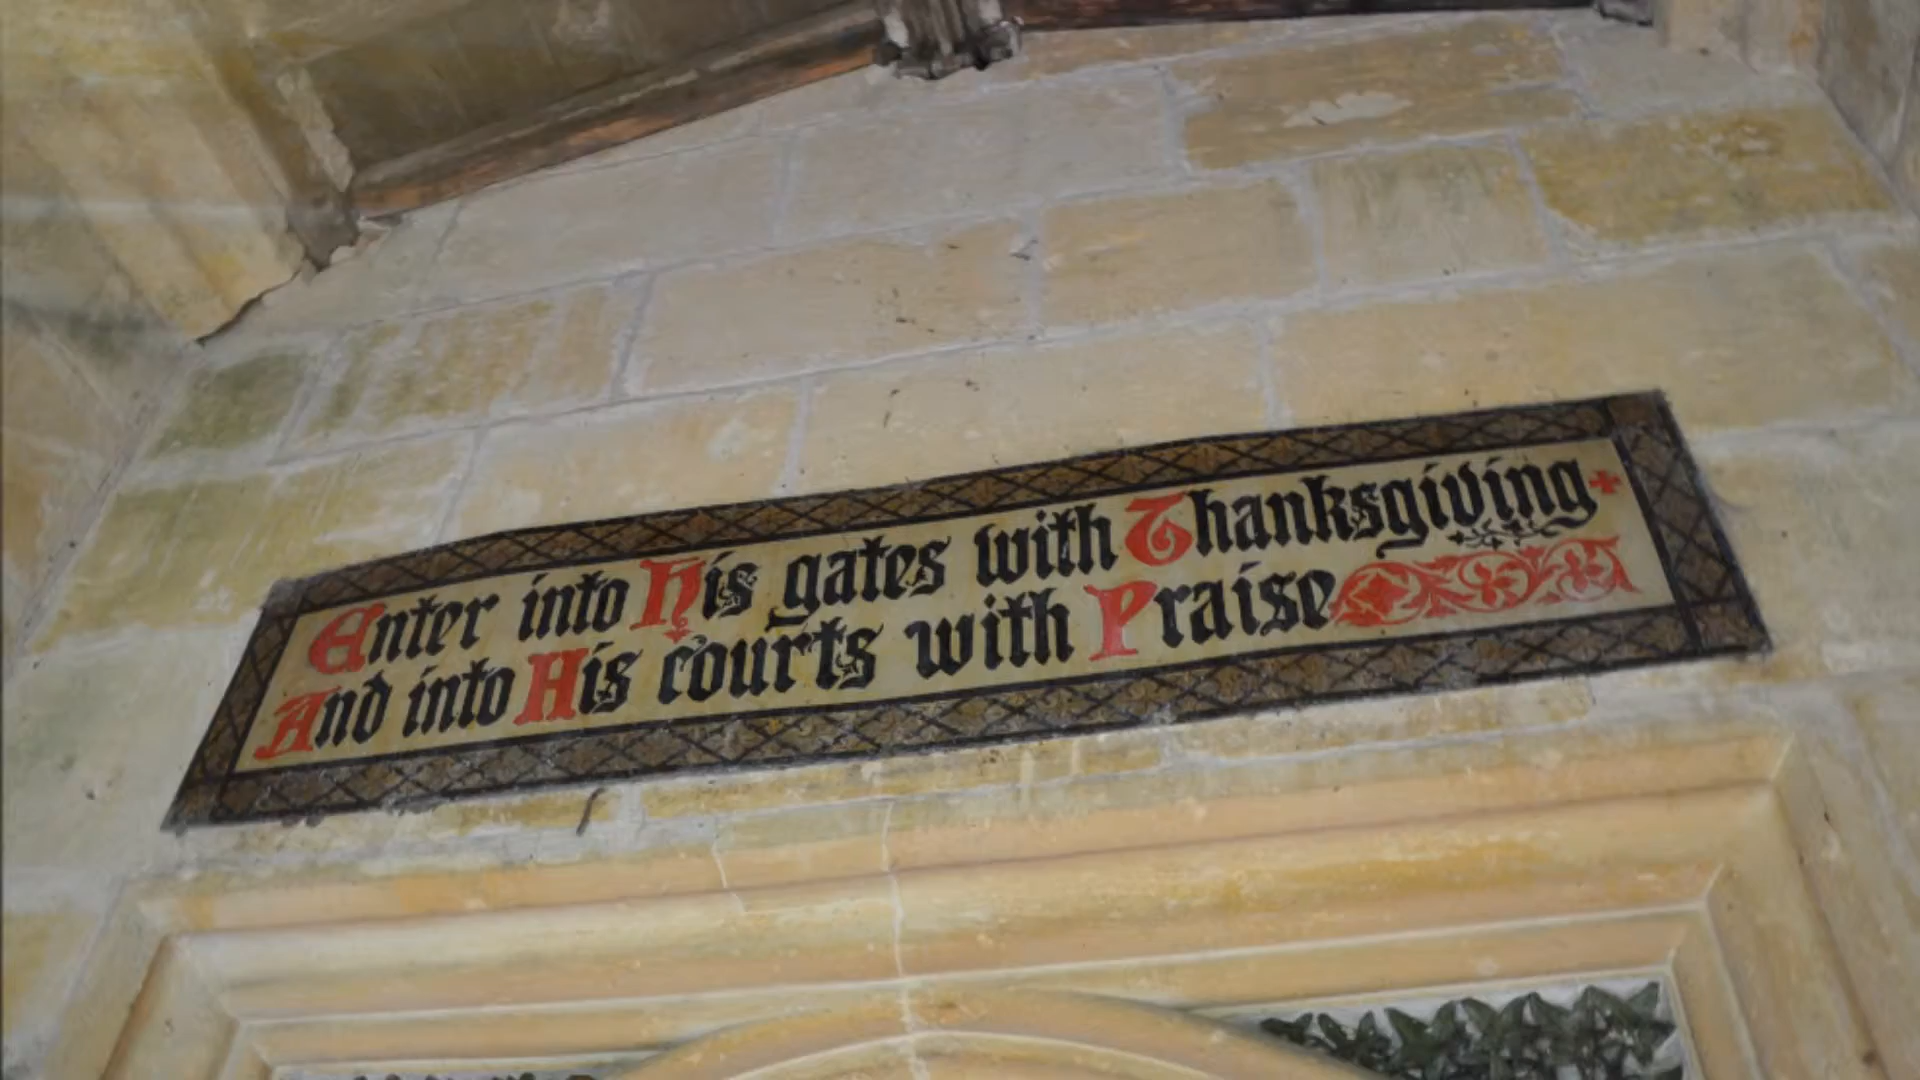 Enter into His gates with Thanksgiving
And into His courts with Praise